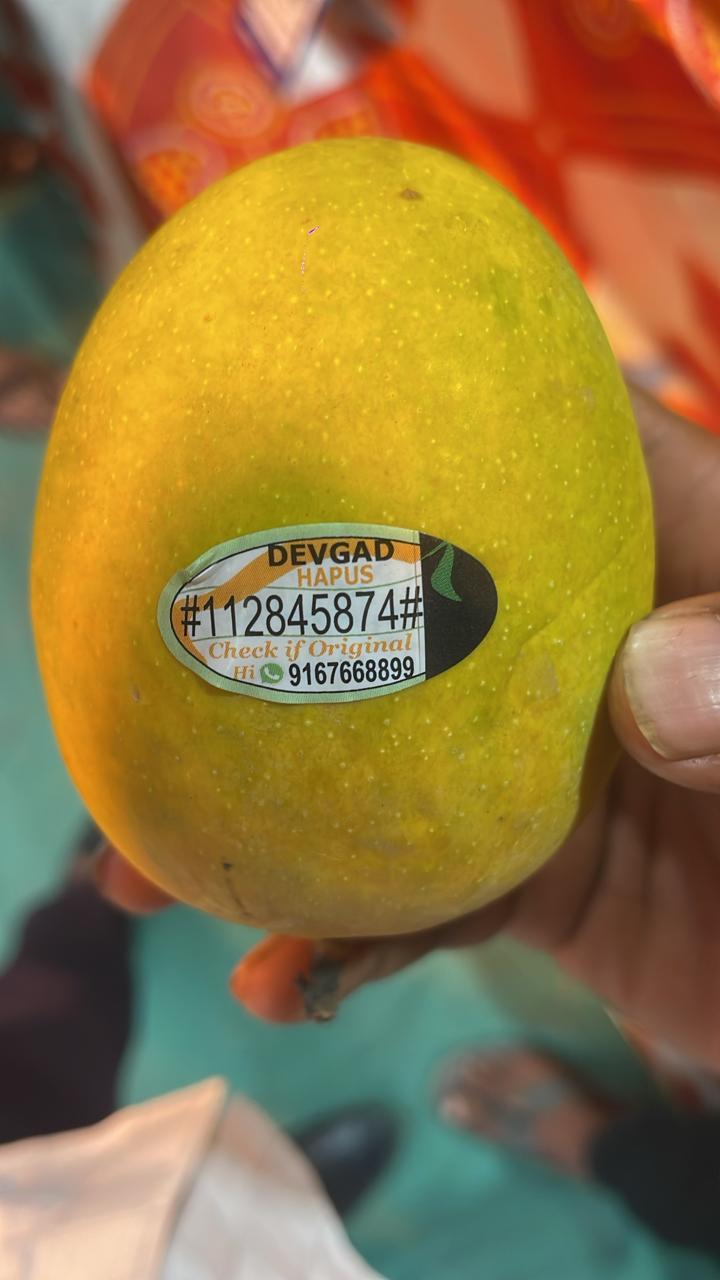 DEVGAD
HAPUS
#112845874#
Check if Original
Hi 9167668899